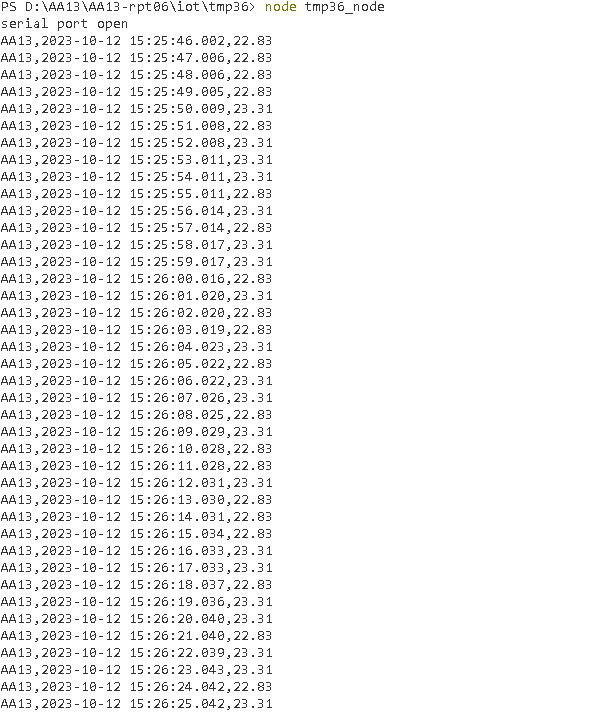 PS D:\AA13\AA13-rpt06\iot\tmp36> node tmp36_node
serial port open
AA13,2023-10-12 15:25:46.002,22.83
AA13,2023-10-12 15:25:47.006,22.83
AA13,2023-10-12 15:25:48.006,22.83
AA13,2023-10-12 15:25:49.005,22.83
AA13,2023-10-12 15:25:50.009,23.31
AA13,2023-10-12 15:25:51.008,22.83
AA13,2023-10-12 15:25:52.008,23.31
AA13,2023-10-12 15:25:53.011,23.31
AA13,2023-10-12 15:25:54.011,23.31
AA13,2023-10-12 15:25:55.011,22.83
AA13,2023-10-12 15:25:56.014,23.31
AA13,2023-10-12 15:25:57.014,22.83
AA13,2023-10-12 15:25:58.017,23.31
AA13,2023-10-12 15:25:59.017,23.31
AA13,2023-10-12 15:26:00.016,22.83
AA13,2023-10-12 15:26:01.020,23.31
AA13,2023-10-12 15:26:02.020,22.83
AA13,2023-10-12 15:26:03.019,22.83
AA13,2023-10-12 15:26:04.023,23.31
AA13,2023-10-12 15:26:05.022,22.83
AA13,2023-10-12 15:26:06.022,23.31
AA13,2023-10-12 15:26:07.026,23.31
AA13,2023-10-12 15:26:08.025,22.83
AA13,2023-10-12 15:26:09.029,23.31
AA13,2023-10-12 15:26:10.028,22.83
AA13,2023-10-12 15:26:11.028,22.83
AA13,2023-10-12 15:26:12.031,23.31
AA13,2023-10-12 15:26:13.030,22.83
AA13,2023-10-12 15:26:14.031,22.83
AA13,2023-10-12 15:26:15.034,22.83
AA13,2023-10-12 15:26:16.033,23.31
AA13,2023-10-12 15:26:17.033,23.31
AA13,2023-10-12 15:26:18.037,22.83
AA13,2023-10-12 15:26:19.036,23.31
AA13,2023-10-12 15:26:20.040,23.31
AA13,2023-10-12 15:26:21.040,22.83
AA13,2023-10-12 15:26:22.039,23.31
AA13,2023-10-12 15:26:23.043,23.31
AA13,2023-10-12 15:26:24.042,22.83
AA13,2023-10-12 15:26:25.042,23.31